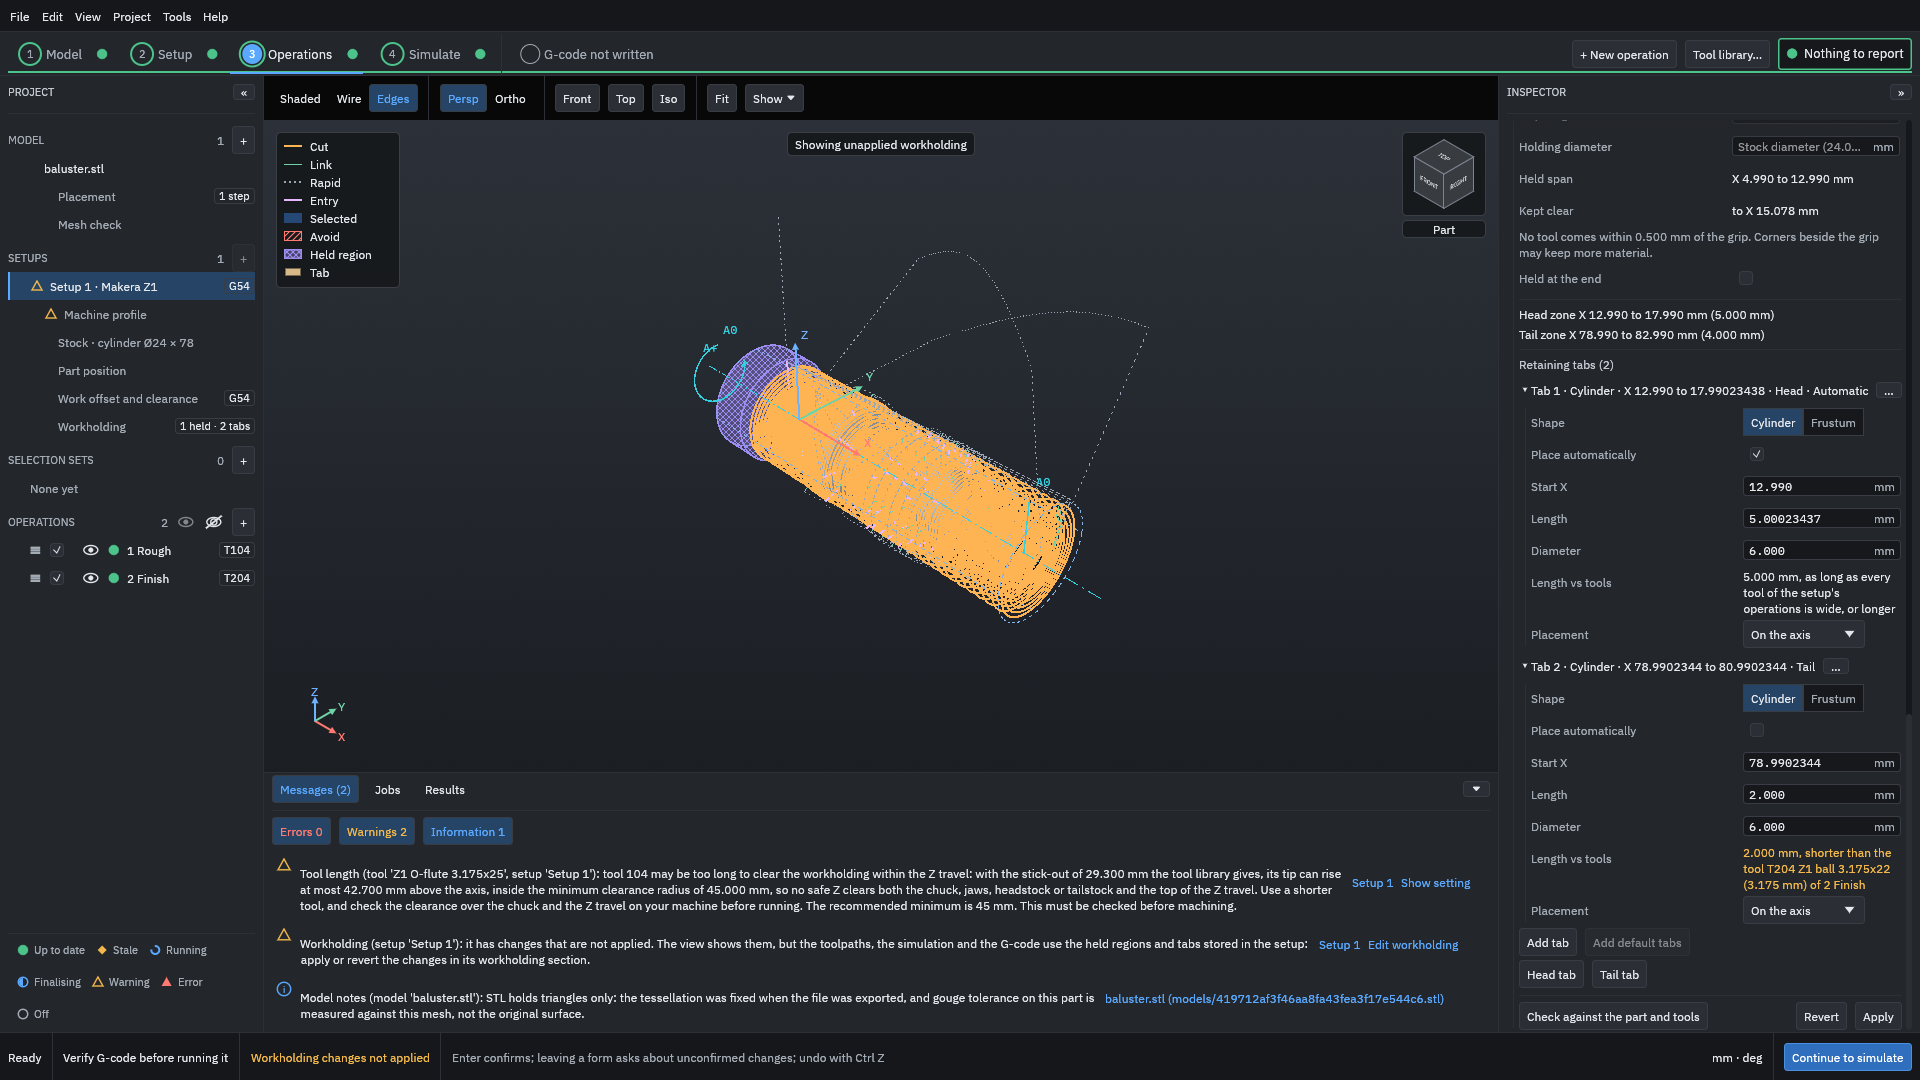 File Edit View Project Tools Help
1 Model 2 Setup 3 Operations 4 Simulate G-code not written + New operation Tool library... Nothing to report
PROJECT «
MODEL 1 +
baluster.stl
Placement 1 step
Mesh check
SETUPS 1 +
Setup 1 · Makera Z1 G54
Machine profile
Stock · cylinder Ø24 × 78
Part position
Work offset and clearance G54
Workholding 1 held · 2 tabs
SELECTION SETS 0 +
None yet
OPERATIONS 2 +
1 Rough T104
2 Finish T204
Up to date Stale Running
Finalising Warning Error
Off
Shaded Wire Edges Persp Ortho Front Top Iso Fit Show
Cut
Link
Rapid
Entry
Selected
Avoid
Held region
Tab
Showing unapplied workholding
TOP
FRONT RIGHT
Part
A0
A+
Z
Y
X
A0
Z
Y
X
Messages (2) Jobs Results
Errors 0 Warnings 2 Information 1
Tool length (tool 'Z1 O-flute 3.175x25', setup 'Setup 1'): tool 104 may be too long to clear the workholding within the Z travel: with the stick-out of 29.300 mm the tool library gives, its tip can rise
at most 42.700 mm above the axis, inside the minimum clearance radius of 45.000 mm, so no safe Z clears both the chuck, jaws, headstock or tailstock and the top of the Z travel. Use a shorter
tool, and check the clearance over the chuck and the Z travel on your machine before running. The recommended minimum is 45 mm. This must be checked before machining.
Setup 1 Show setting
Workholding (setup 'Setup 1'): it has changes that are not applied. The view shows them, but the toolpaths, the simulation and the G-code use the held regions and tabs stored in the setup:
apply or revert the changes in its workholding section.
Setup 1 Edit workholding
Model notes (model 'baluster.stl'): STL holds triangles only: the tessellation was fixed when the file was exported, and gouge tolerance on this part is
measured against this mesh, not the original surface.
baluster.stl (models/419712af3f46aa8fa43fea3f17e544c6.stl)
INSPECTOR »
Holding diameter Stock diameter (24.0... mm
Held span X 4.990 to 12.990 mm
Kept clear to X 15.078 mm
No tool comes within 0.500 mm of the grip. Corners beside the grip
may keep more material.
Held at the end
Head zone X 12.990 to 17.990 mm (5.000 mm)
Tail zone X 78.990 to 82.990 mm (4.000 mm)
Retaining tabs (2)
Tab 1 · Cylinder · X 12.990 to 17.99023438 · Head · Automatic ...
Shape Cylinder Frustum
Place automatically
Start X 12.990 mm
Length 5.00023437 mm
Diameter 6.000 mm
Length vs tools 5.000 mm, as long as every
tool of the setup's
operations is wide, or longer
Placement On the axis
Tab 2 · Cylinder · X 78.9902344 to 80.9902344 · Tail ...
Shape Cylinder Frustum
Place automatically
Start X 78.9902344 mm
Length 2.000 mm
Diameter 6.000 mm
Length vs tools 2.000 mm, shorter than the
tool T204 Z1 ball 3.175x22
(3.175 mm) of 2 Finish
Placement On the axis
Add tab Add default tabs
Head tab Tail tab
Check against the part and tools Revert Apply
Ready Verify G-code before running it Workholding changes not applied Enter confirms; leaving a form asks about unconfirmed changes; undo with Ctrl Z mm · deg Continue to simulate